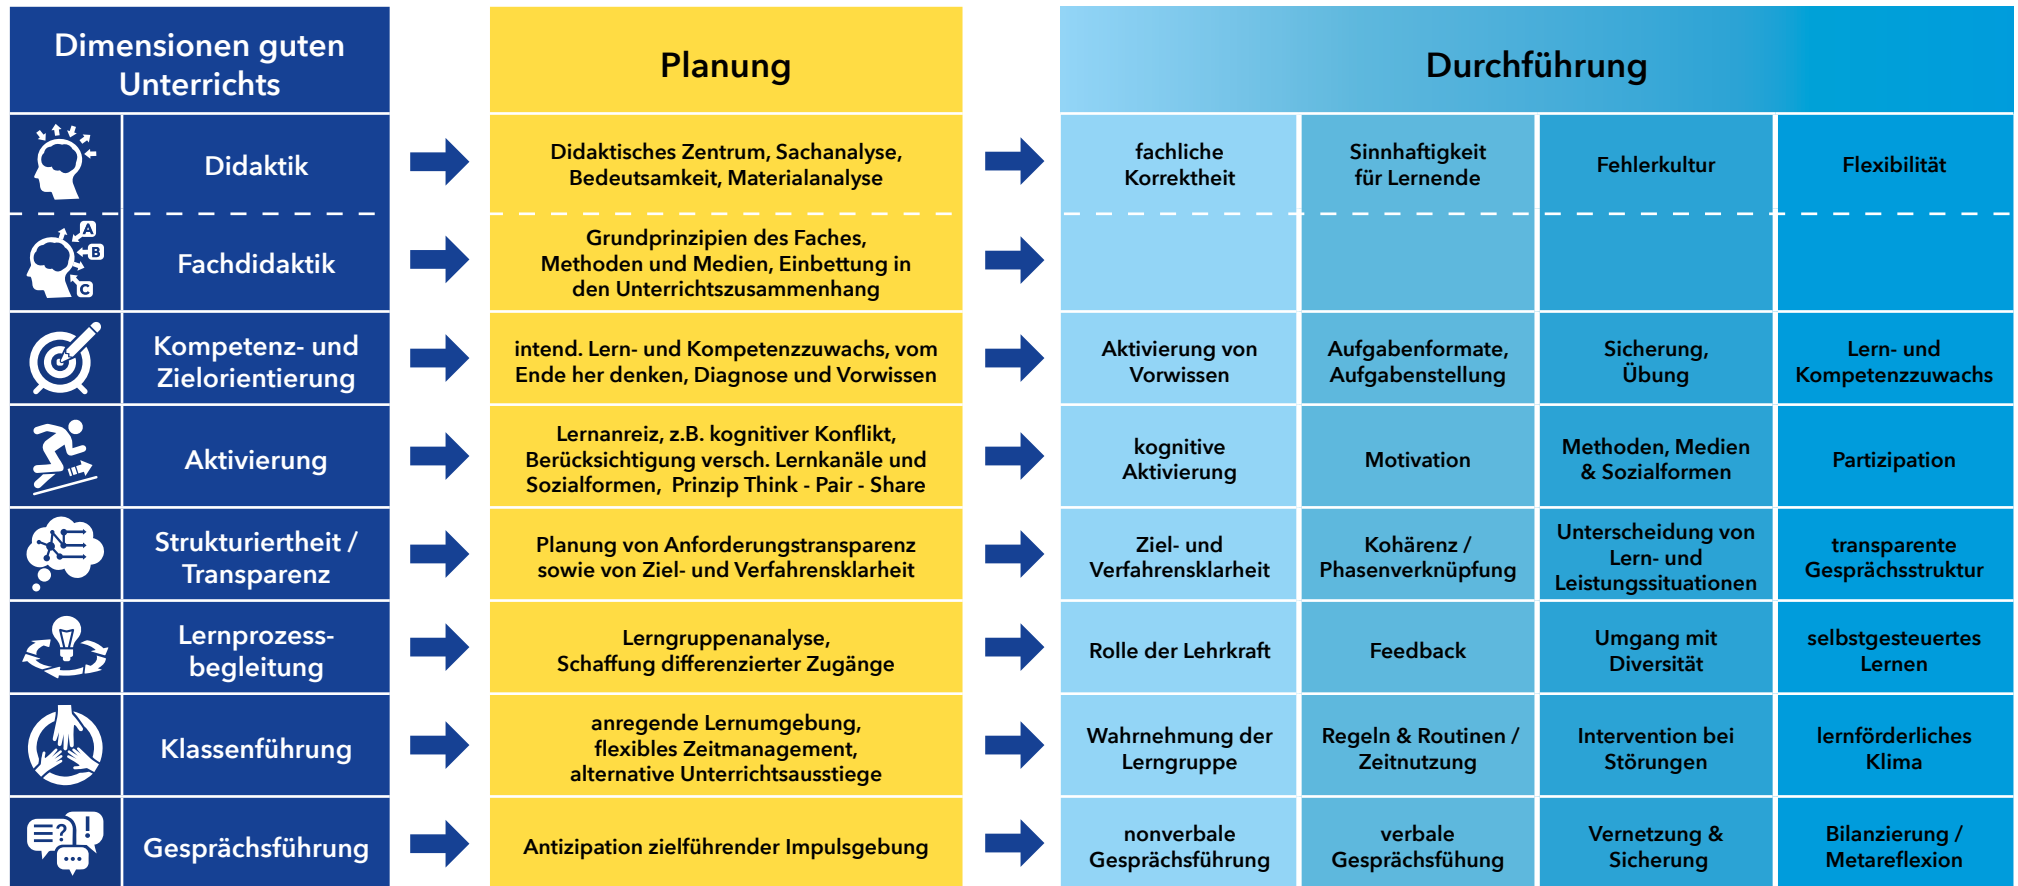 Dimensionen guten
Unterrichts
Planung
Durchführung
Didaktik
Didaktisches Zentrum, Sachanalyse,
Bedeutsamkeit, Materialanalyse
fachliche
Korrektheit
Sinnhaftigkeit
für Lernende
Fehlerkultur
Flexibilität
A
B
C
Fachdidaktik
Grundprinzipien des Faches,
Methoden und Medien, Einbettung in
den Unterrichtszusammenhang
Kompetenz- und
Zielorientierung
intend. Lern- und Kompetenzzuwachs, vom
Ende her denken, Diagnose und Vorwissen
Aktivierung von
Vorwissen
Aufgabenformate,
Aufgabenstellung
Sicherung,
Übung
Lern- und
Kompetenzzuwachs
Aktivierung
Lernanreiz, z.B. kognitiver Konflikt,
Berücksichtigung versch. Lernkanäle und
Sozialformen, Prinzip Think - Pair - Share
kognitive
Aktivierung
Motivation
Methoden, Medien
& Sozialformen
Partizipation
Strukturiertheit /
Transparenz
Planung von Anforderungstransparenz
sowie von Ziel- und Verfahrensklarheit
Ziel- und
Verfahrensklarheit
Kohärenz /
Phasenverknüpfung
Unterscheidung von
Lern- und
Leistungssituationen
transparente
Gesprächsstruktur
Lernprozess-
begleitung
Lerngruppenanalyse,
Schaffung differenzierter Zugänge
Rolle der Lehrkraft
Feedback
Umgang mit
Diversität
selbstgesteuertes
Lernen
Klassenführung
anregende Lernumgebung,
flexibles Zeitmanagement,
alternative Unterrichtsausstiege
Wahrnehmung der
Lerngruppe
Regeln & Routinen /
Zeitnutzung
Intervention bei
Störungen
lernförderliches
Klima
?
!
Gesprächsführung
Antizipation zielführender Impulsgebung
nonverbale
Gesprächsführung
verbale
Gesprächsfühung
Vernetzung &
Sicherung
Bilanzierung /
Metareflexion